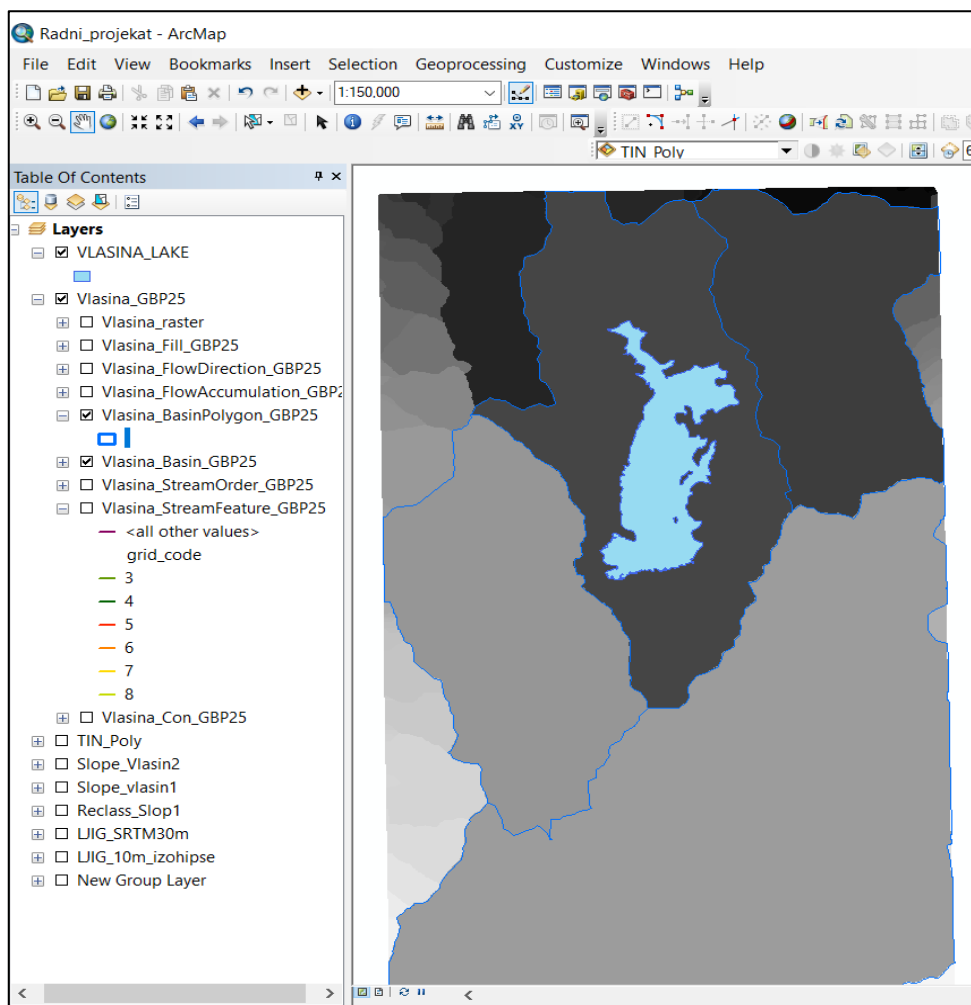 Radni_projekat - ArcMap
File Edit View Bookmarks Insert Selection Geoprocessing Customize Windows Help
1:150,000
TIN_Poly
Table Of Contents
Layers
VLASINA_LAKE
Vlasina_GBP25
Vlasina_raster
Vlasina_Fill_GBP25
Vlasina_FlowDirection_GBP25
Vlasina_FlowAccumulation_GBP2
Vlasina_BasinPolygon_GBP25
Vlasina_Basin_GBP25
Vlasina_StreamOrder_GBP25
Vlasina_StreamFeature_GBP25
<all other values>
grid_code
3
4
5
6
7
8
Vlasina_Con_GBP25
TIN_Poly
Slope_Vlasin2
Slope_vlasin1
Reclass_Slop1
LJIG_SRTM30m
LJIG_10m_izohipse
New Group Layer